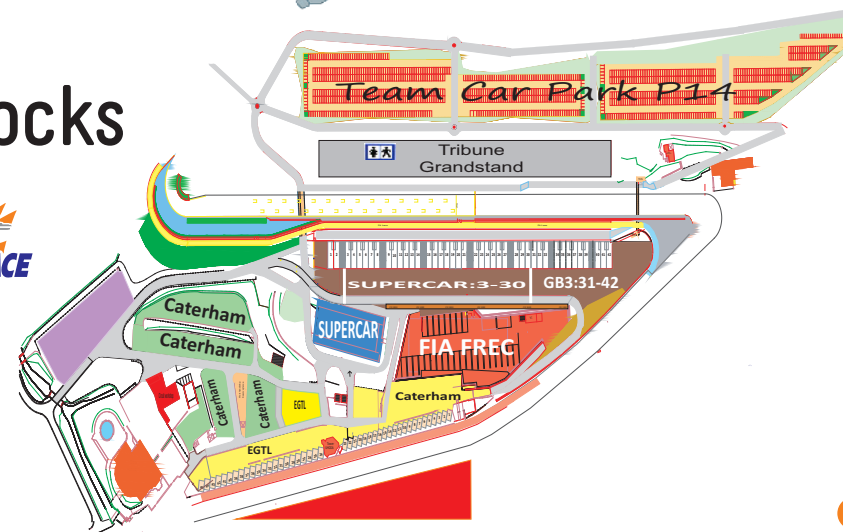 ocks
Team Car Park P14
Tribune
Grandstand
ACE
SUPERCAR:3-30
GB3:31-42
Caterham
SUPERCAR
Caterham
FIA FREC
Caterham
Caterham
EGTL
Caterham
EGTL